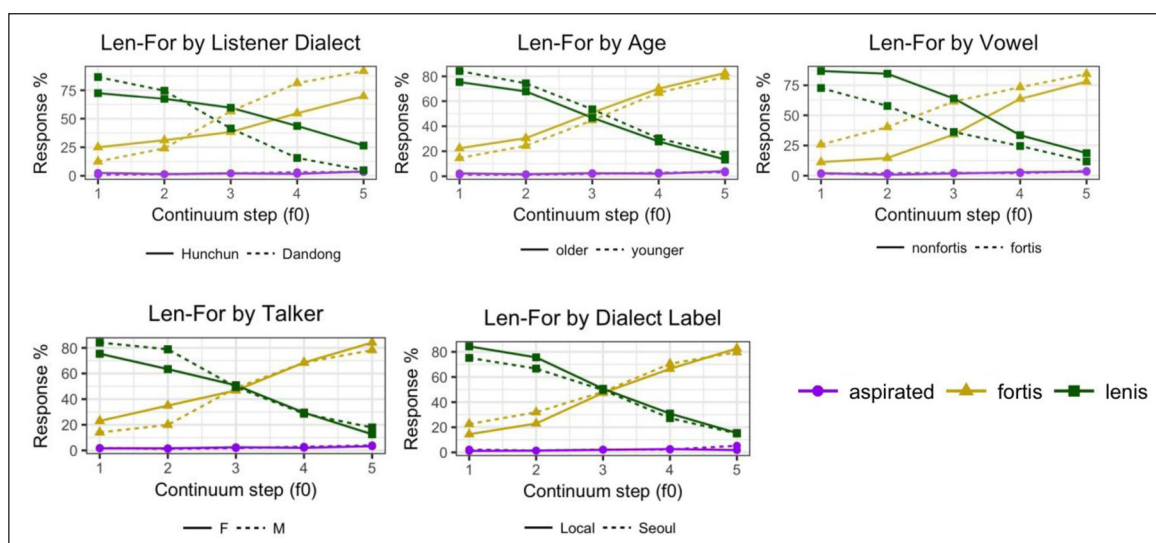 Len-For by Listener Dialect
Response %
75
50
25
0
1 2 3 4 5
Continuum step (f0)
Hunchun Dandong
Len-For by Age
Response %
80
60
40
20
0
1 2 3 4 5
Continuum step (f0)
older younger
Len-For by Vowel
Response %
75
50
25
0
1 2 3 4 5
Continuum step (f0)
nonfortis fortis
Len-For by Talker
Response %
80
60
40
20
0
1 2 3 4 5
Continuum step (f0)
F M
Len-For by Dialect Label
Response %
80
60
40
20
0
1 2 3 4 5
Continuum step (f0)
Local Seoul
aspirated fortis lenis